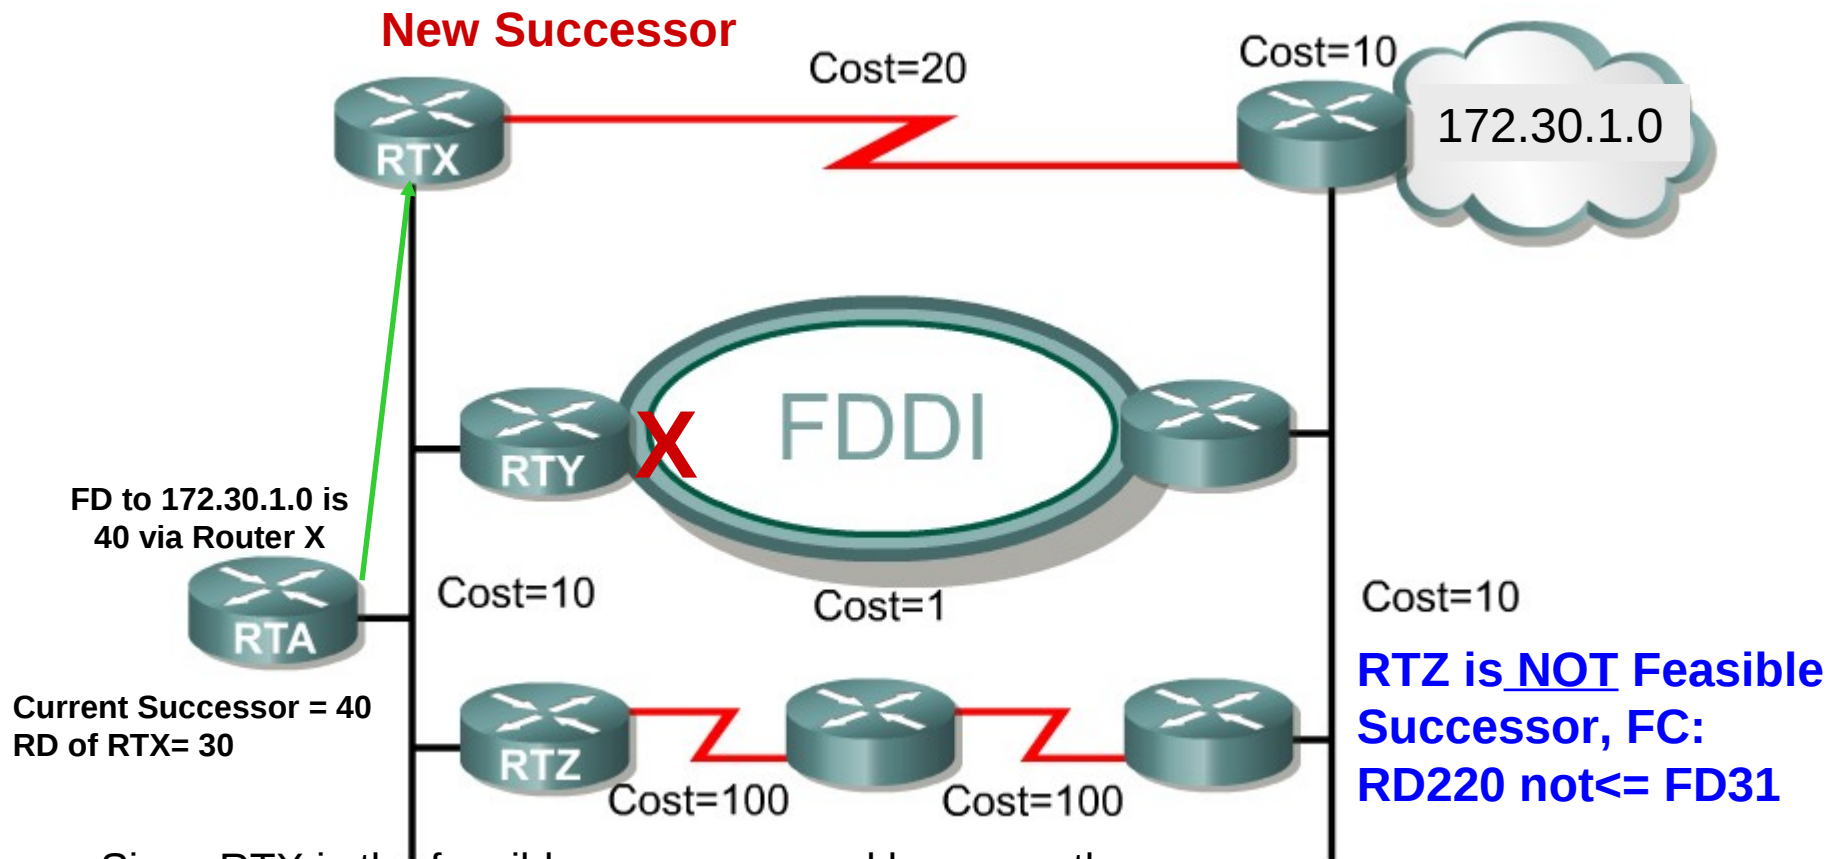 New Successor
Cost=20
Cost=10
172.30.1.0
RTX
FDDI
X
RTY
FD to 172.30.1.0 is
40 via Router X
Cost=10
Cost=1
Cost=10
RTA
RTZ is NOT Feasible
Successor, FC:
RD220 not<= FD31
Current Successor = 40
RD of RTX= 30
RTZ
Cost=100
Cost=100